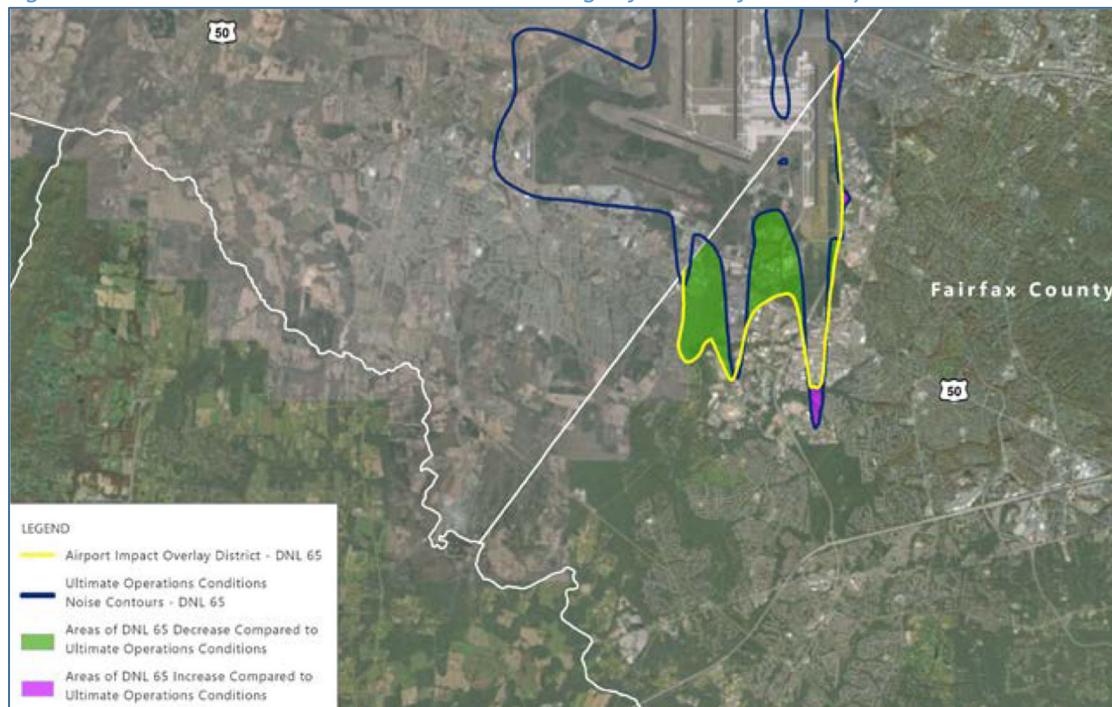 50
Fairfax County
50
LEGEND
Airport Impact Overlay District - DNL 65
Ultimate Operations Conditions
Noise Contours - DNL 65
Areas of DNL 65 Decrease Compared to
Ultimate Operations Conditions
Areas of DNL 65 Increase Compared to
Ultimate Operations Conditions